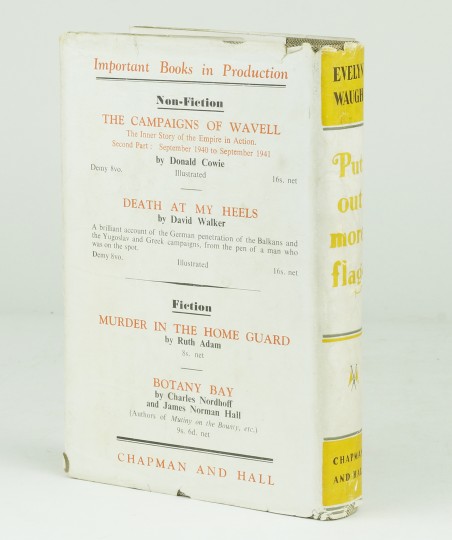 Important Books in Production
Non-Fiction
THE CAMPAIGNS OF WAVELL
The Inner Story of the Empire in Action.
Second Part: September 1940 to September 1941
by Donald Cowie
Demy 8vo. Illustrated 16s. net
DEATH AT MY HEELS
by David Walker
A brilliant account of the German penetration of the Balkans and
the Yugoslav and Greek campaigns, from the pen of a man who
was on the spot.
Demy 8vo. Illustrated 16s. net
Fiction
MURDER IN THE HOME GUARD
by Ruth Adam
8s. net
BOTANY BAY
by Charles Nordhoff
and James Norman Hall
(Authors of Mutiny on the Bounty, etc.)
9s. 6d. net
CHAPMAN AND HALL
EVELYN
WAUGH
Put
out
more
flag
CHAPMA
AND HALL